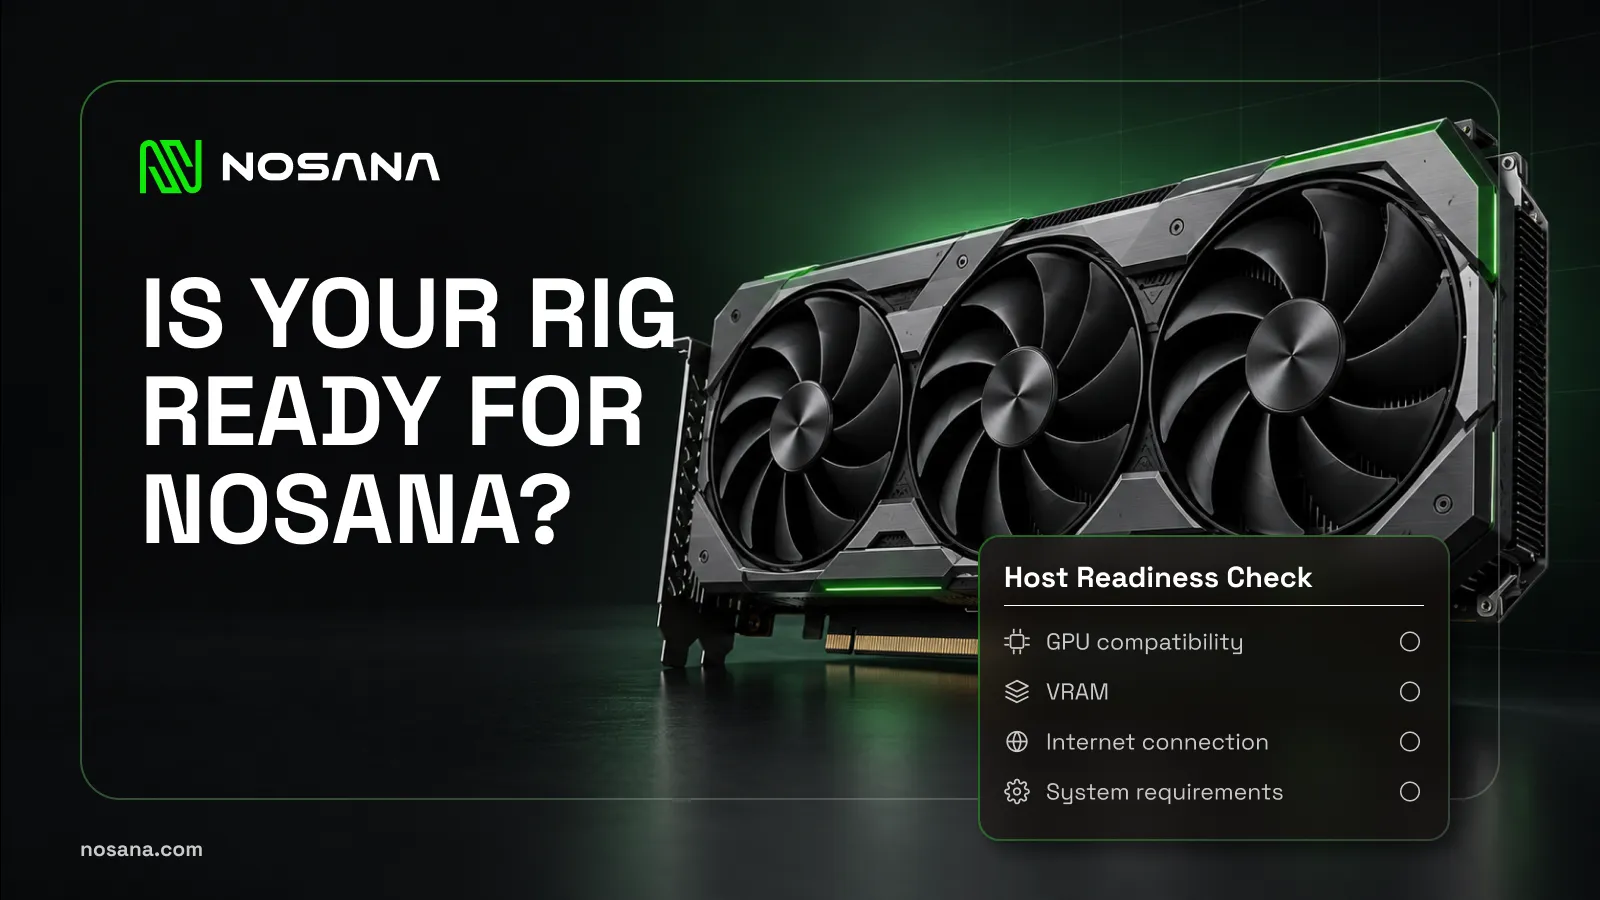 NOSANA
IS YOUR RIG
READY FOR
NOSANA?
Host Readiness Check
GPU compatibility
VRAM
Internet connection
System requirements
nosana.com